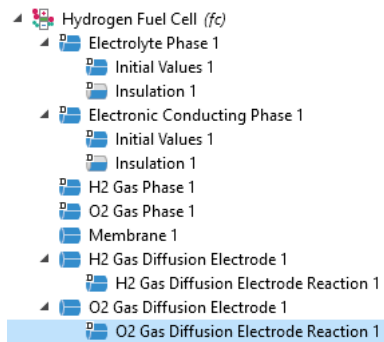 Hydrogen Fuel Cell (fc)
Electrolyte Phase 1
Initial Values 1
Insulation 1
Electronic Conducting Phase 1
Initial Values 1
Insulation 1
H2 Gas Phase 1
O2 Gas Phase 1
Membrane 1
H2 Gas Diffusion Electrode 1
H2 Gas Diffusion Electrode Reaction 1
O2 Gas Diffusion Electrode 1
O2 Gas Diffusion Electrode Reaction 1